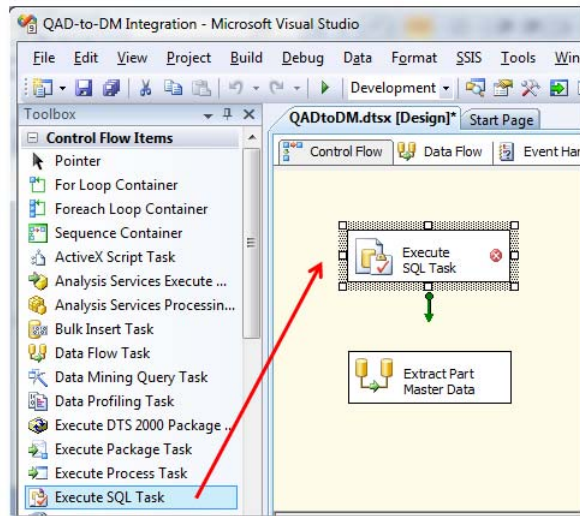 QAD-to-DM Integration - Microsoft Visual Studio
File Edit View Project Build Debug Data Format SSIS Tools Win
Development
Toolbox
QADtoDM.dtsx [Design]* Start Page
Control Flow Items
Control Flow Data Flow Event Han
Pointer
For Loop Container
Foreach Loop Container
Sequence Container
ActiveX Script Task
Analysis Services Execute ...
Analysis Services Processin...
Bulk Insert Task
Data Flow Task
Data Mining Query Task
Data Profiling Task
Execute DTS 2000 Package ...
Execute Package Task
Execute Process Task
Execute SQL Task
Execute
SQL Task
Extract Part
Master Data